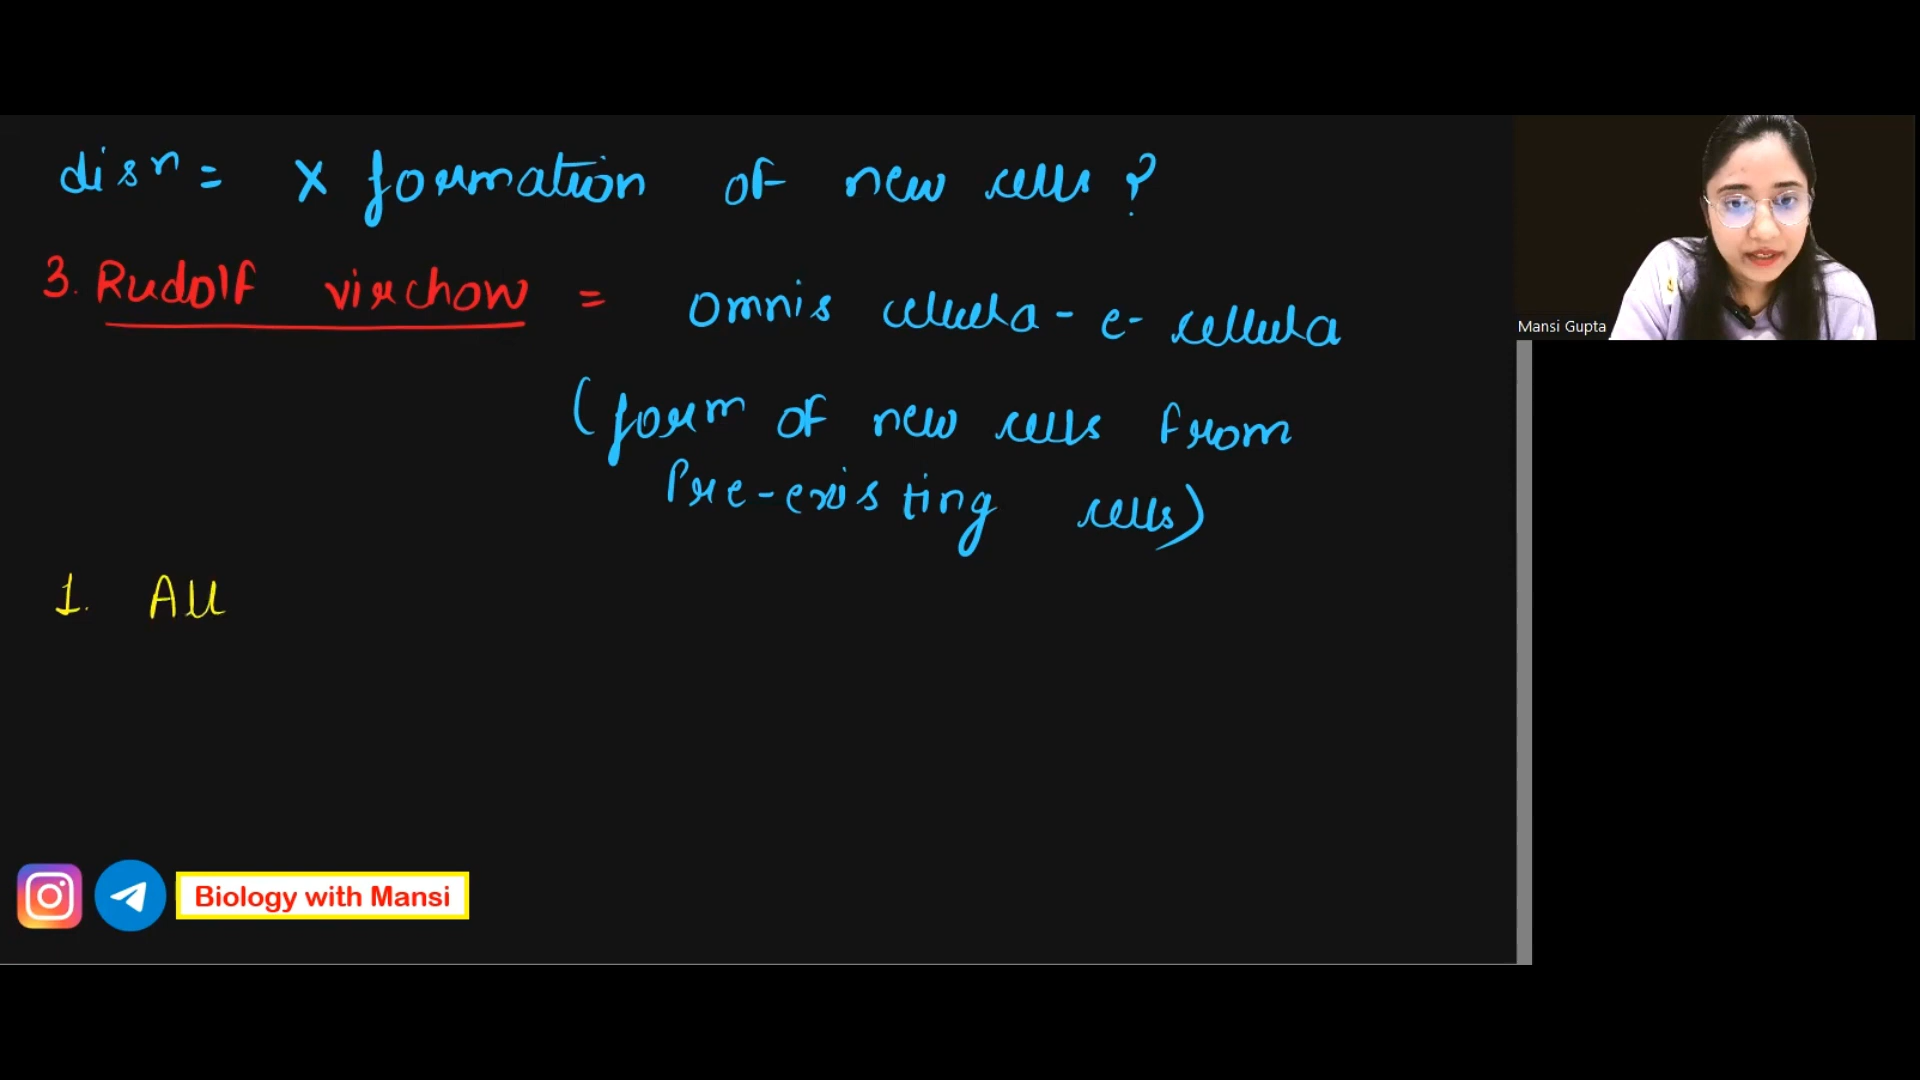 disn = x formation of new cells ?
3. Rudolf virchow = omnis cellula - e - cellula
(form of new cells from
Pre-existing cells)
1. All
Mansi Gupta
Biology with Mansi